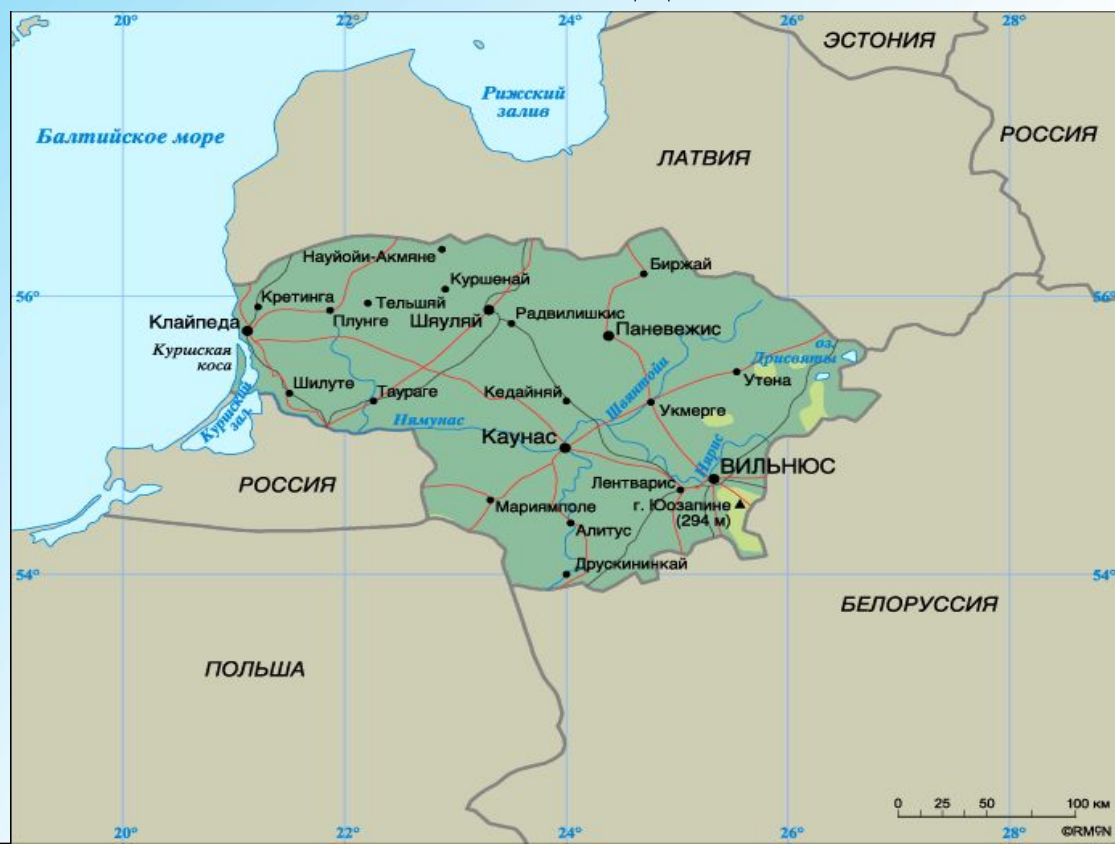 20°
22°
24°
26°
28°
ЭСТОНИЯ
Рижский
залив
Балтийское море
РОССИЯ
ЛАТВИЯ
Науйойи-Акмяне
Биржай
Куршенай
56°
56°
Кретинга
Тельшяй
Плунге
Шяуляй
Радвилишкис
Клайпеда
Паневежис
Куршская
коса
оз.
Дрисвяты
Утена
Шилуте
Таураге
Кедайняй
Швянтойи
Укмерге
Куршский
зал.
Нямунас
Каунас
Нярис
ВИЛЬНЮС
РОССИЯ
Лентварис
Мариямполе
г. Юозапине
(294 м)
Алитус
Друскининкай
54°
54°
БЕЛОРУССИЯ
ПОЛЬША
0 25 50 100 км
20°
22°
24°
26°
28°